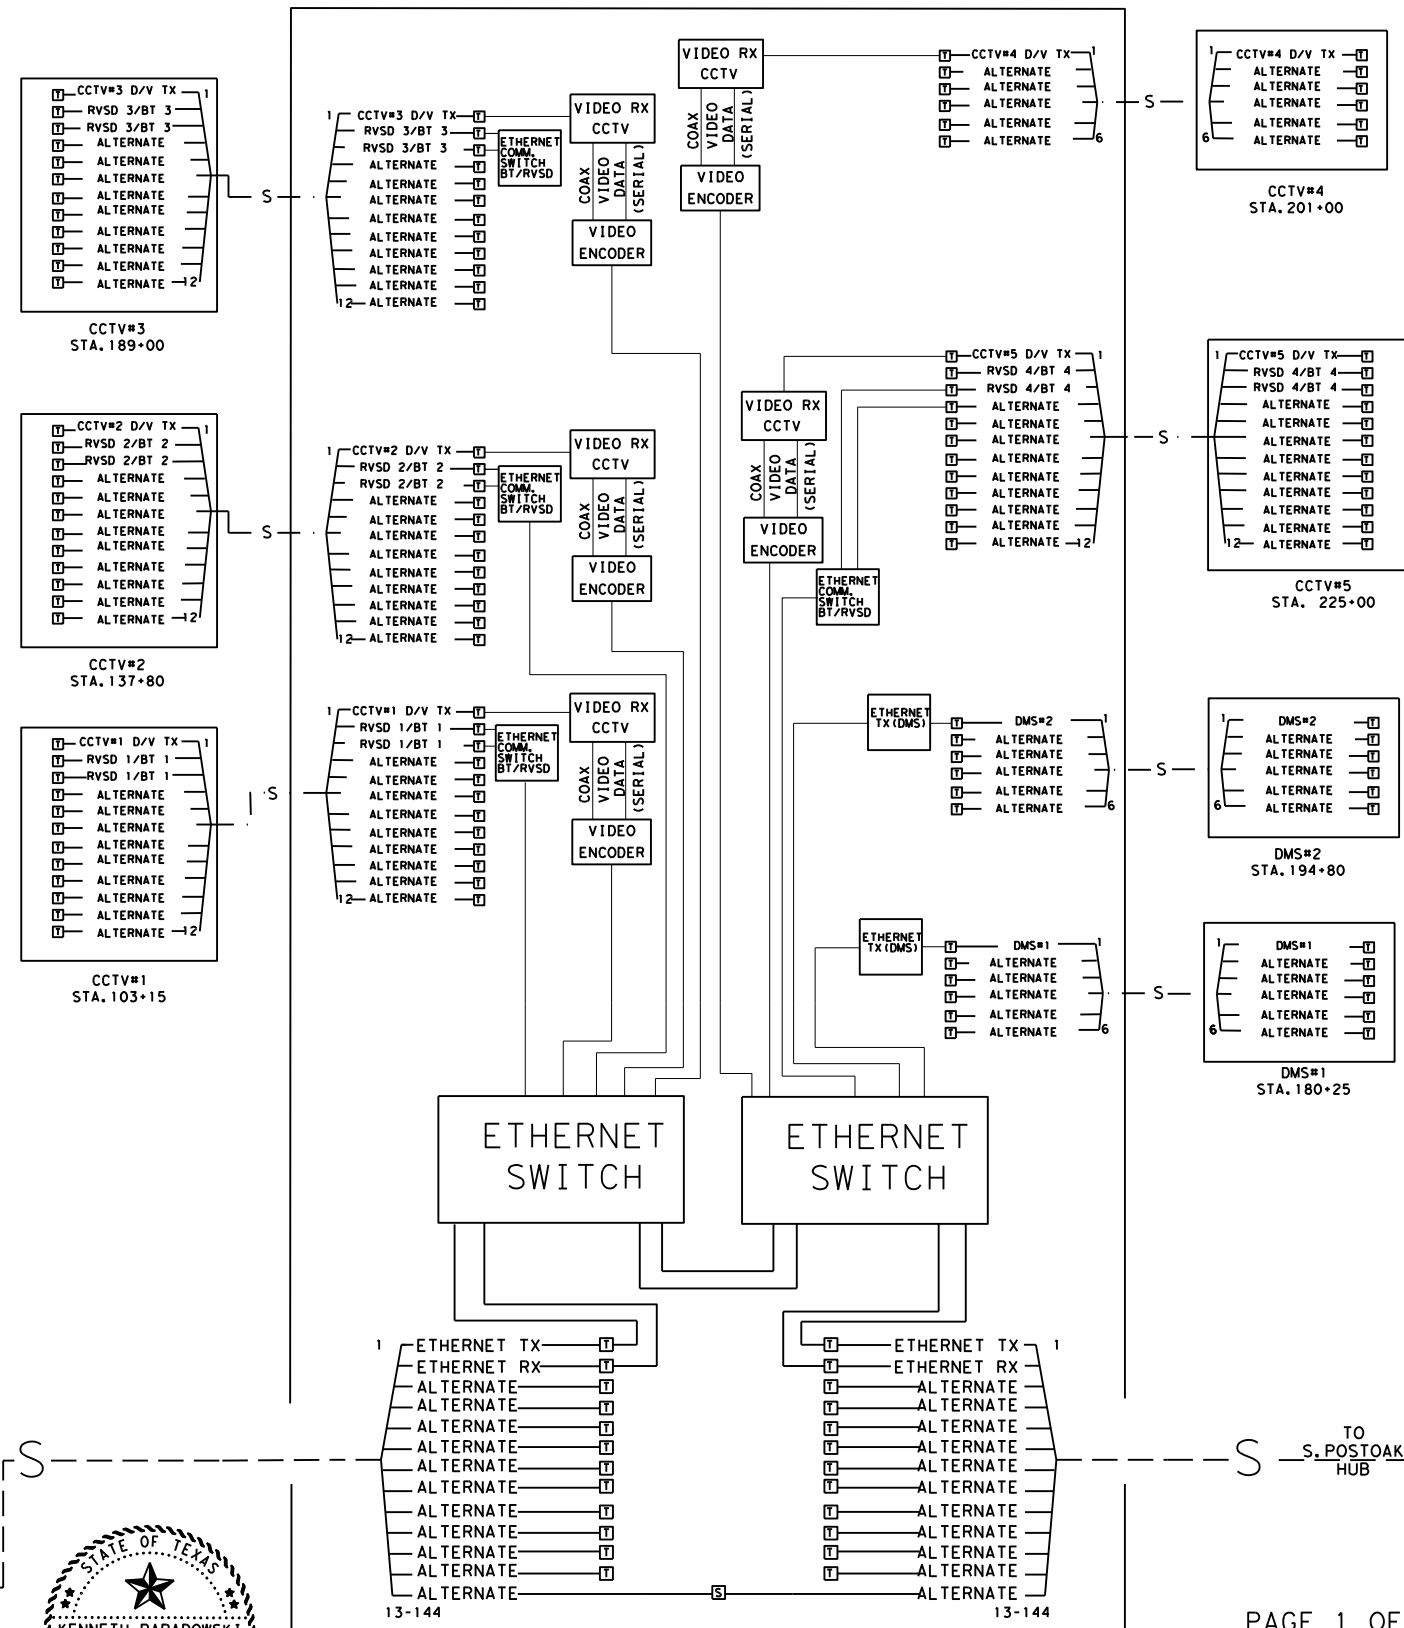 T CCTV#3 D/V TX 1
T RVSD 3/BT 3
T RVSD 3/BT 3
T ALTERNATE
T ALTERNATE
T ALTERNATE
T ALTERNATE
T ALTERNATE
T ALTERNATE
T ALTERNATE
T ALTERNATE
T ALTERNATE 12
CCTV#3
STA.189+00
S
1 CCTV#3 D/V TX T
RVSD 3/BT 3 T
RVSD 3/BT 3 T
ALTERNATE T
ALTERNATE T
ALTERNATE T
ALTERNATE T
ALTERNATE T
ALTERNATE T
ALTERNATE T
ALTERNATE T
12 ALTERNATE T
ETHERNET
COMM.
SWITCH
BT/RVSD
VIDEO RX
CCTV
COAX
VIDEO
DATA
(SERIAL)
VIDEO
ENCODER
VIDEO RX
CCTV
COAX
VIDEO
DATA
(SERIAL)
VIDEO
ENCODER
T CCTV#4 D/V TX 1
T ALTERNATE
T ALTERNATE
T ALTERNATE
T ALTERNATE
T ALTERNATE 6
S
1 CCTV#4 D/V TX T
ALTERNATE T
ALTERNATE T
ALTERNATE T
ALTERNATE T
6 ALTERNATE T
CCTV#4
STA.201+00
T CCTV#2 D/V TX 1
T RVSD 2/BT 2
T RVSD 2/BT 2
T ALTERNATE
T ALTERNATE
T ALTERNATE
T ALTERNATE
T ALTERNATE
T ALTERNATE
T ALTERNATE
T ALTERNATE
T ALTERNATE 12
CCTV#2
STA.137+80
S
1 CCTV#2 D/V TX T
RVSD 2/BT 2 T
RVSD 2/BT 2 T
ALTERNATE T
ALTERNATE T
ALTERNATE T
ALTERNATE T
ALTERNATE T
ALTERNATE T
ALTERNATE T
ALTERNATE T
12 ALTERNATE T
ETHERNET
COMM.
SWITCH
BT/RVSD
VIDEO RX
CCTV
COAX
VIDEO
DATA
(SERIAL)
VIDEO
ENCODER
VIDEO RX
CCTV
COAX
VIDEO
DATA
(SERIAL)
VIDEO
ENCODER
ETHERNET
COMM.
SWITCH
BT/RVSD
T CCTV#5 D/V TX 1
T RVSD 4/BT 4
T RVSD 4/BT 4
T ALTERNATE
T ALTERNATE
T ALTERNATE
T ALTERNATE
T ALTERNATE
T ALTERNATE
T ALTERNATE
T ALTERNATE
T ALTERNATE 12
S
1 CCTV#5 D/V TX T
RVSD 4/BT 4 T
RVSD 4/BT 4 T
ALTERNATE T
ALTERNATE T
ALTERNATE T
ALTERNATE T
ALTERNATE T
ALTERNATE T
ALTERNATE T
ALTERNATE T
12 ALTERNATE T
CCTV#5
STA. 225+00
T CCTV#1 D/V TX 1
T RVSD 1/BT 1
T RVSD 1/BT 1
T ALTERNATE
T ALTERNATE
T ALTERNATE
T ALTERNATE
T ALTERNATE
T ALTERNATE
T ALTERNATE
T ALTERNATE
T ALTERNATE 12
CCTV#1
STA.103+15
S
1 CCTV#1 D/V TX T
RVSD 1/BT 1 T
RVSD 1/BT 1 T
ALTERNATE T
ALTERNATE T
ALTERNATE T
ALTERNATE T
ALTERNATE T
ALTERNATE T
ALTERNATE T
ALTERNATE T
12 ALTERNATE T
ETHERNET
COMM.
SWITCH
BT/RVSD
VIDEO RX
CCTV
COAX
VIDEO
DATA
(SERIAL)
VIDEO
ENCODER
ETHERNET
TX(DMS)
T DMS#2 1
T ALTERNATE
T ALTERNATE
T ALTERNATE
T ALTERNATE
T ALTERNATE 6
S
1 DMS#2 T
ALTERNATE T
ALTERNATE T
ALTERNATE T
ALTERNATE T
6 ALTERNATE T
DMS#2
STA.194+80
ETHERNET
TX(DMS)
T DMS#1 1
T ALTERNATE
T ALTERNATE
T ALTERNATE
T ALTERNATE
T ALTERNATE 6
S
1 DMS#1 T
ALTERNATE T
ALTERNATE T
ALTERNATE T
ALTERNATE T
6 ALTERNATE T
DMS#1
STA.180+25
ETHERNET
SWITCH
ETHERNET
SWITCH
1 ETHERNET TX T
ETHERNET RX T
ALTERNATE T
ALTERNATE T
ALTERNATE T
ALTERNATE T
ALTERNATE T
ALTERNATE T
ALTERNATE T
ALTERNATE T
ALTERNATE T
ALTERNATE T
ALTERNATE S ALTERNATE
13-144
T ETHERNET TX 1
T ETHERNET RX
T ALTERNATE
T ALTERNATE
T ALTERNATE
T ALTERNATE
T ALTERNATE
T ALTERNATE
T ALTERNATE
T ALTERNATE
T ALTERNATE
T ALTERNATE
13-144
S
S
TO
S.POSTOAK
HUB
STATE OF TEXAS
PAGE 1 OF